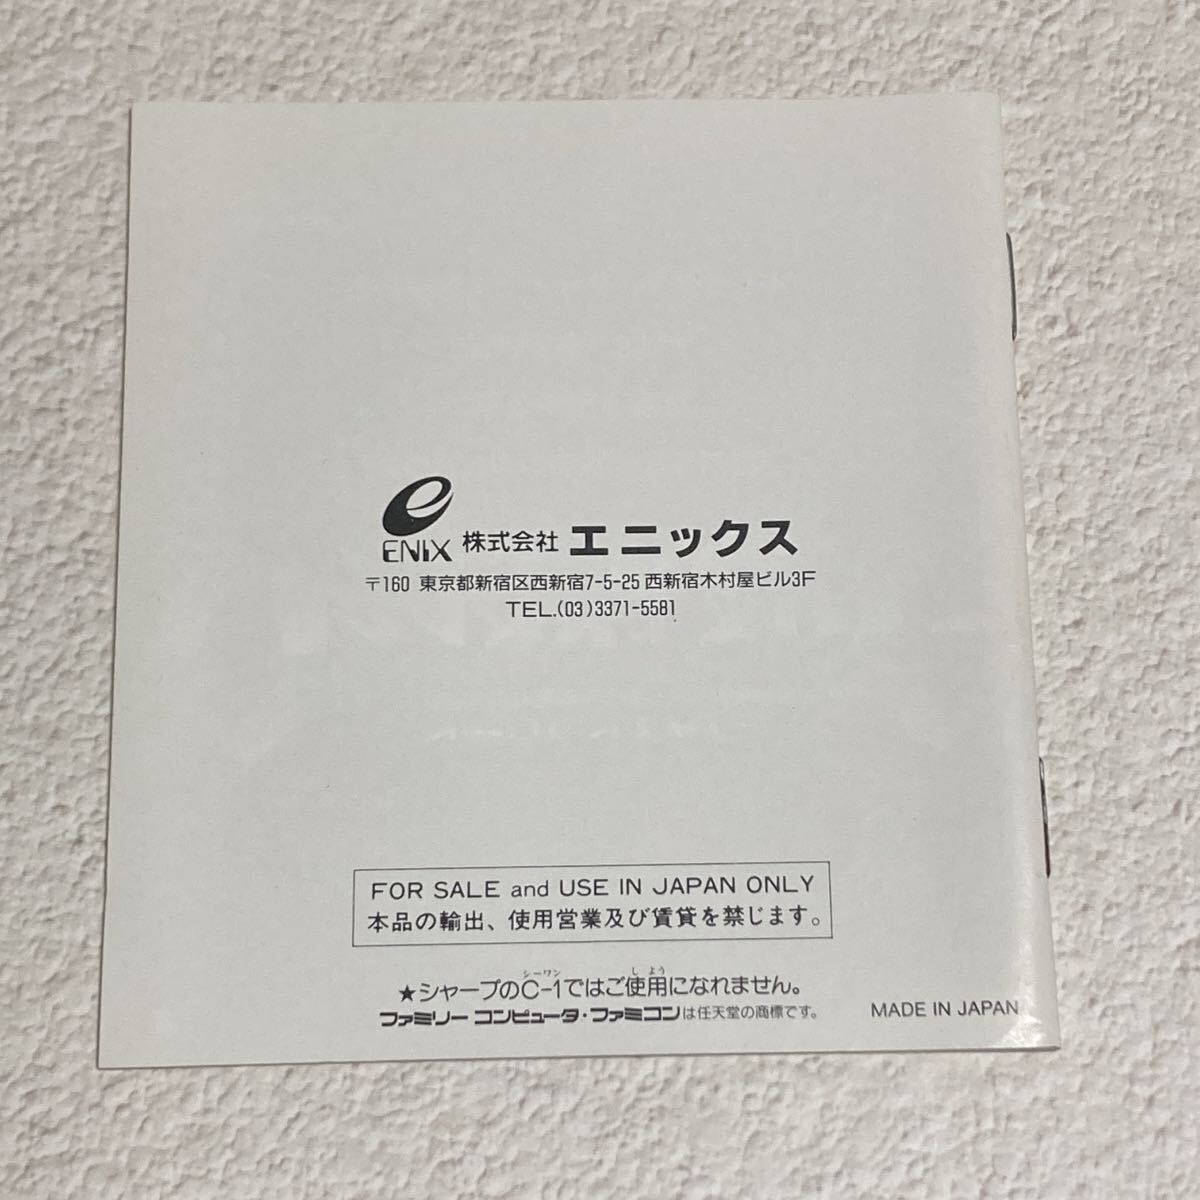 ENIX 株式会社 エニックス
〒160 東京都新宿区西新宿7-5-25 西新宿木村屋ビル3F
TEL.(03)3371-5581
FOR SALE and USE IN JAPAN ONLY
本品の輸出、使用営業及び賃貸を禁じます。
シーワン しよう
★シャープのC-1ではご使用になれません。
ファミリーコンピュータ・ファミコンは任天堂の商標です。
MADE IN JAPAN